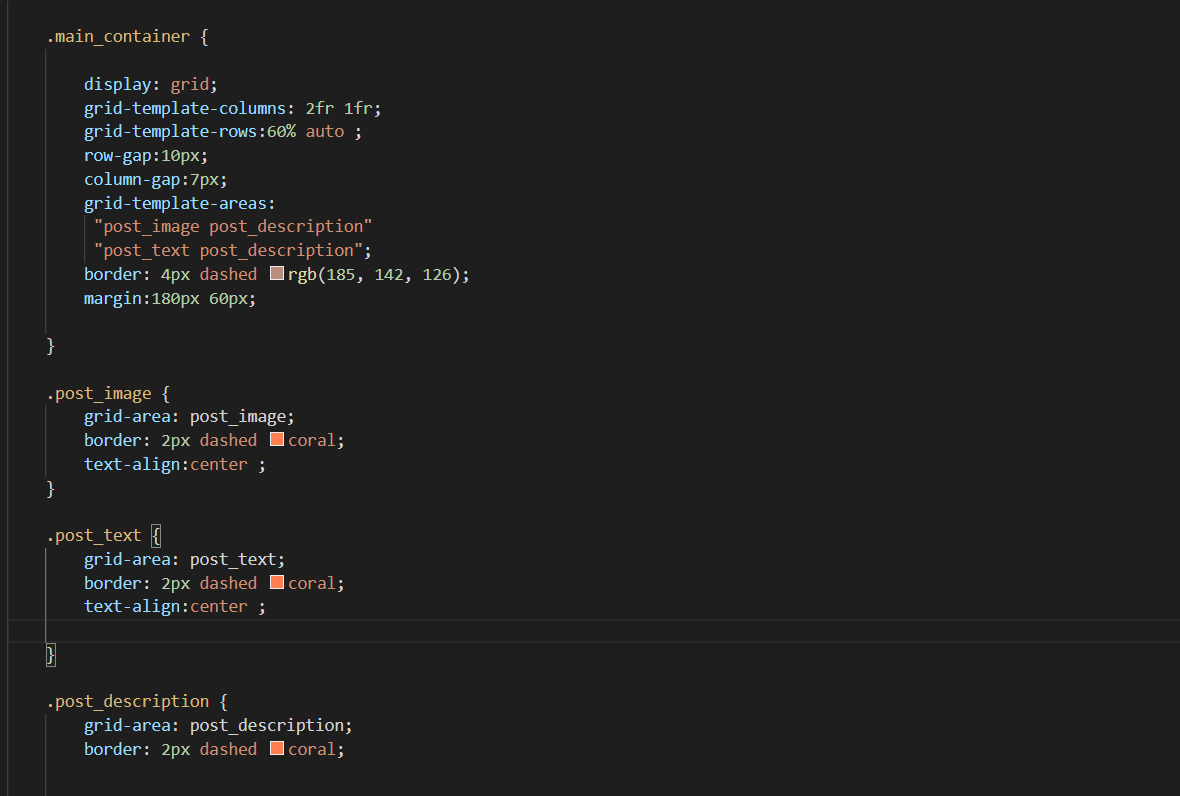 .main_container {
display: grid;
grid-template-columns: 2fr 1fr;
grid-template-rows:60% auto ;
row-gap:10px;
column-gap:7px;
grid-template-areas:
"post_image post_description"
"post_text post_description";
border: 4px dashed rgb(185, 142, 126);
margin:180px 60px;
}
.post_image {
grid-area: post_image;
border: 2px dashed coral;
text-align:center ;
}
.post_text {
grid-area: post_text;
border: 2px dashed coral;
text-align:center ;
}
.post_description {
grid-area: post_description;
border: 2px dashed coral;